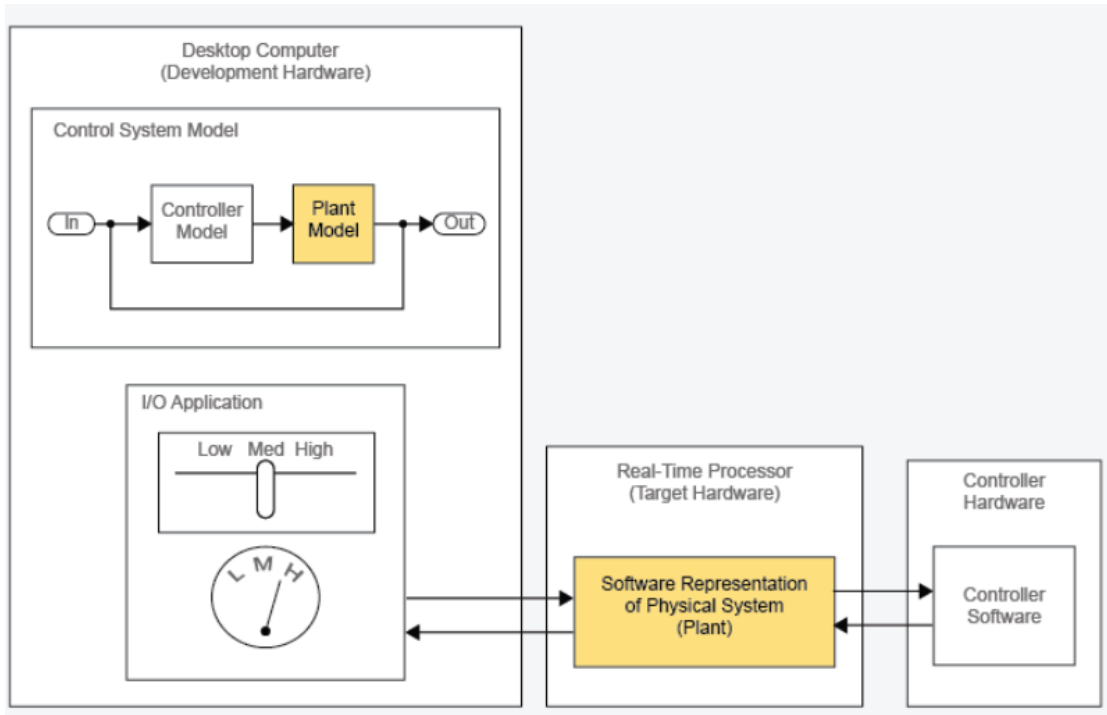 Desktop Computer
(Development Hardware)
Control System Model
In
Controller
Model
Plant
Model
Out
I/O Application
Low Med High
L M H
Real-Time Processor
(Target Hardware)
Software Representation
of Physical System
(Plant)
Controller
Hardware
Controller
Software